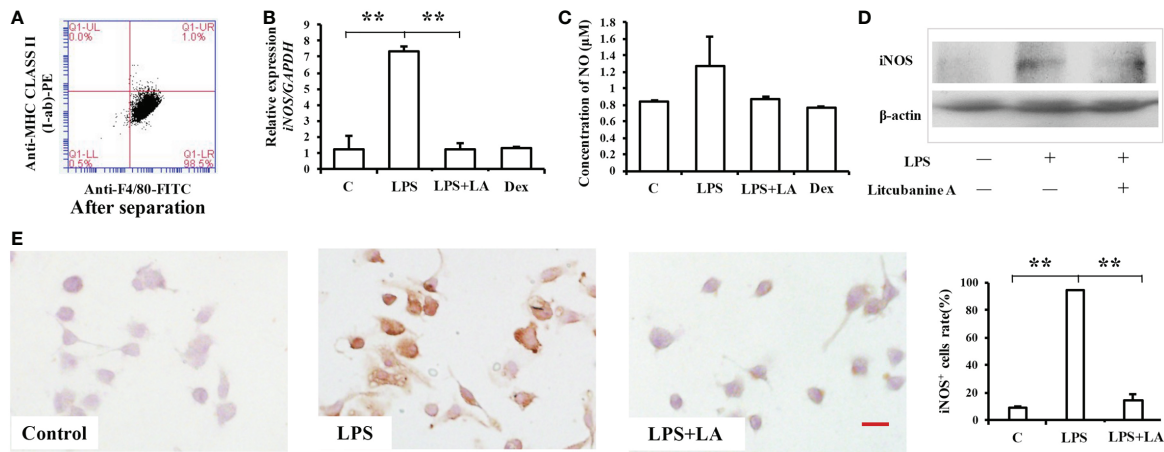 A
Anti-MHC CLASS II
(I-ab)-PE
Q1-UL
0.0%
Q1-UR
1.0%
Q1-LL
0.5%
Q1-LR
98.5%
Anti-F4/80-FITC
After separation
B
Relative expression
iNOS/GAPDH
9
8
7
6
5
4
3
2
1
0
** **
C LPS LPS+LA Dex
C
Concentration of NO (µM)
1.8
1.6
1.4
1.2
1
0.8
0.6
0.4
0.2
0
C LPS LPS+LA Dex
D
iNOS
β-actin
LPS — + +
Litcubanine A — — +
E
Control
LPS
LPS+LA
iNOS+ cells rate(%)
100
80
60
40
20
0
** **
C LPS LPS+LA